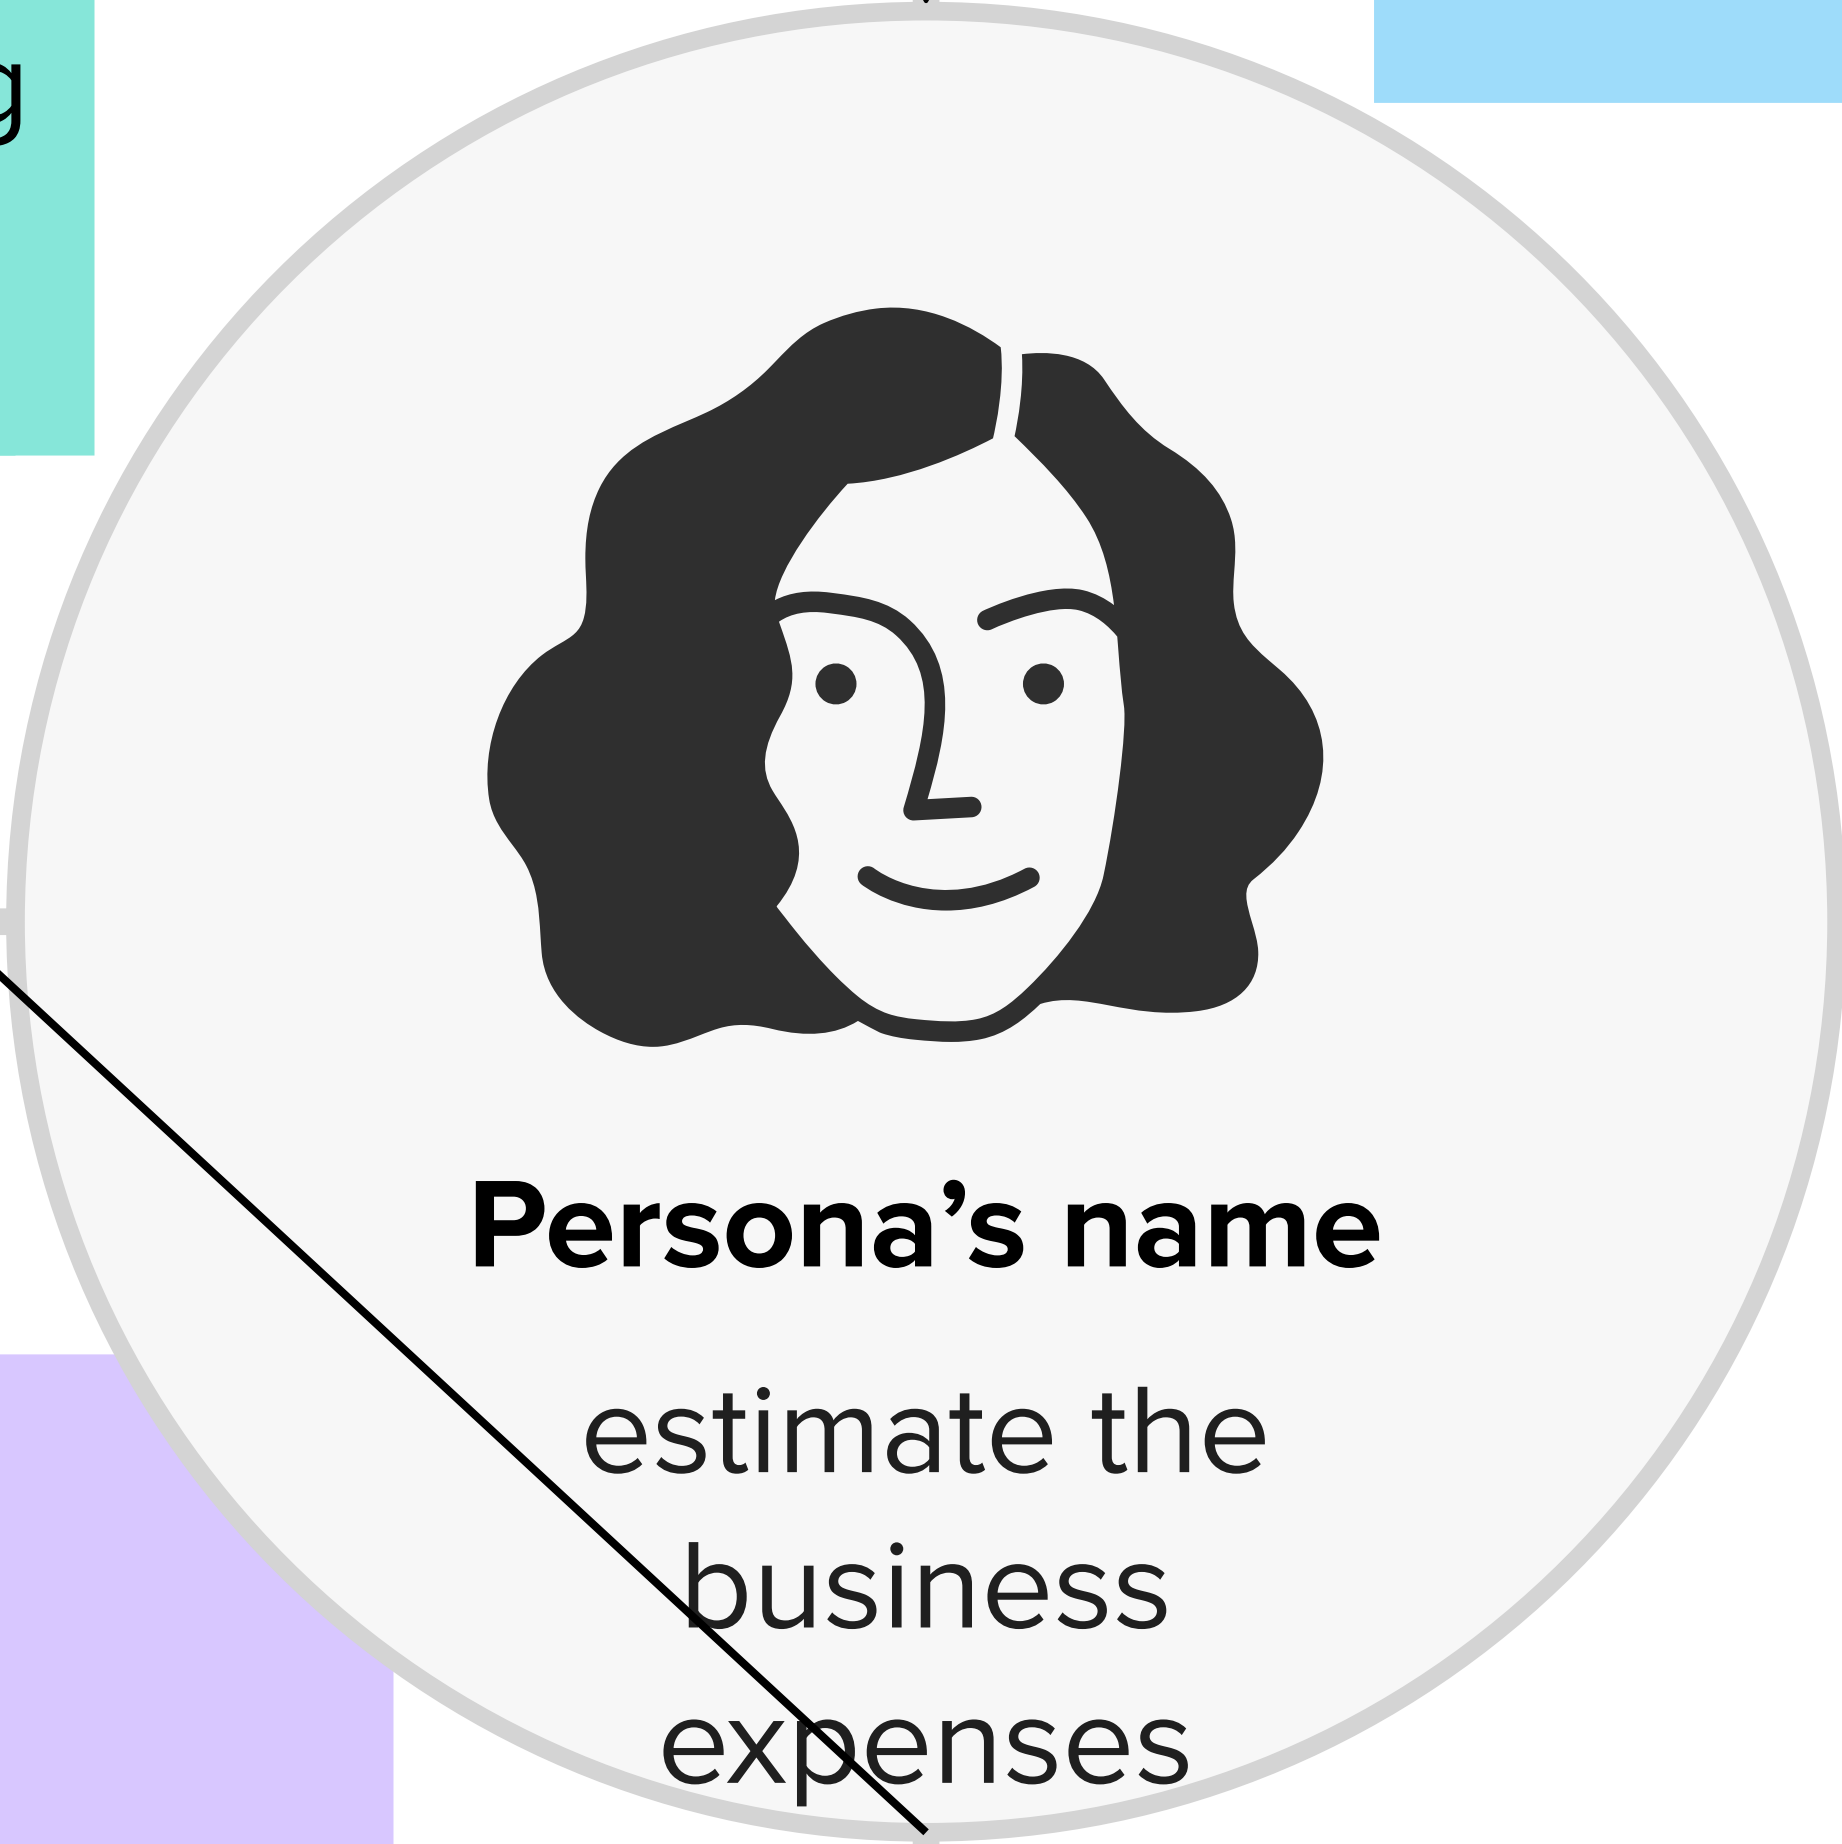 g
Persona’s name
estimate the
business
expenses